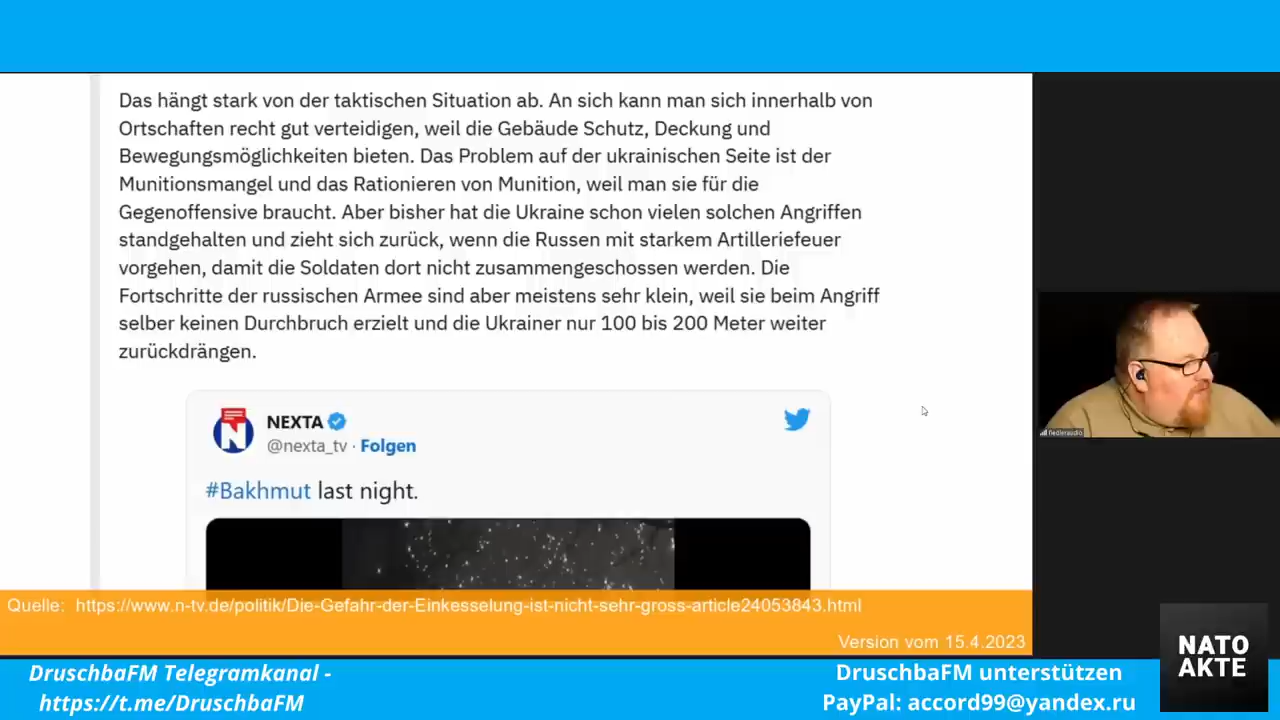 Das hängt stark von der taktischen Situation ab. An sich kann man sich innerhalb von
Ortschaften recht gut verteidigen, weil die Gebäude Schutz, Deckung und
Bewegungsmöglichkeiten bieten. Das Problem auf der ukrainischen Seite ist der
Munitionsmangel und das Rationieren von Munition, weil man sie für die
Gegenoffensive braucht. Aber bisher hat die Ukraine schon vielen solchen Angriffen
standgehalten und zieht sich zurück, wenn die Russen mit starkem Artilleriefeuer
vorgehen, damit die Soldaten dort nicht zusammengeschossen werden. Die
Fortschritte der russischen Armee sind aber meistens sehr klein, weil sie beim Angriff
selber keinen Durchbruch erzielt und die Ukrainer nur 100 bis 200 Meter weiter
zurückdrängen.
N
NEXTA
@nexta_tv · Folgen
#Bakhmut last night.
fiedleraudio
Quelle: https://www.n-tv.de/politik/Die-Gefahr-der-Einkesselung-ist-nicht-sehr-gross-article24053843.html
Version vom 15.4.2023
DruschbaFM Telegramkanal -
https://t.me/DruschbaFM
DruschbaFM unterstützen
PayPal: accord99@yandex.ru
NATO
AKTE